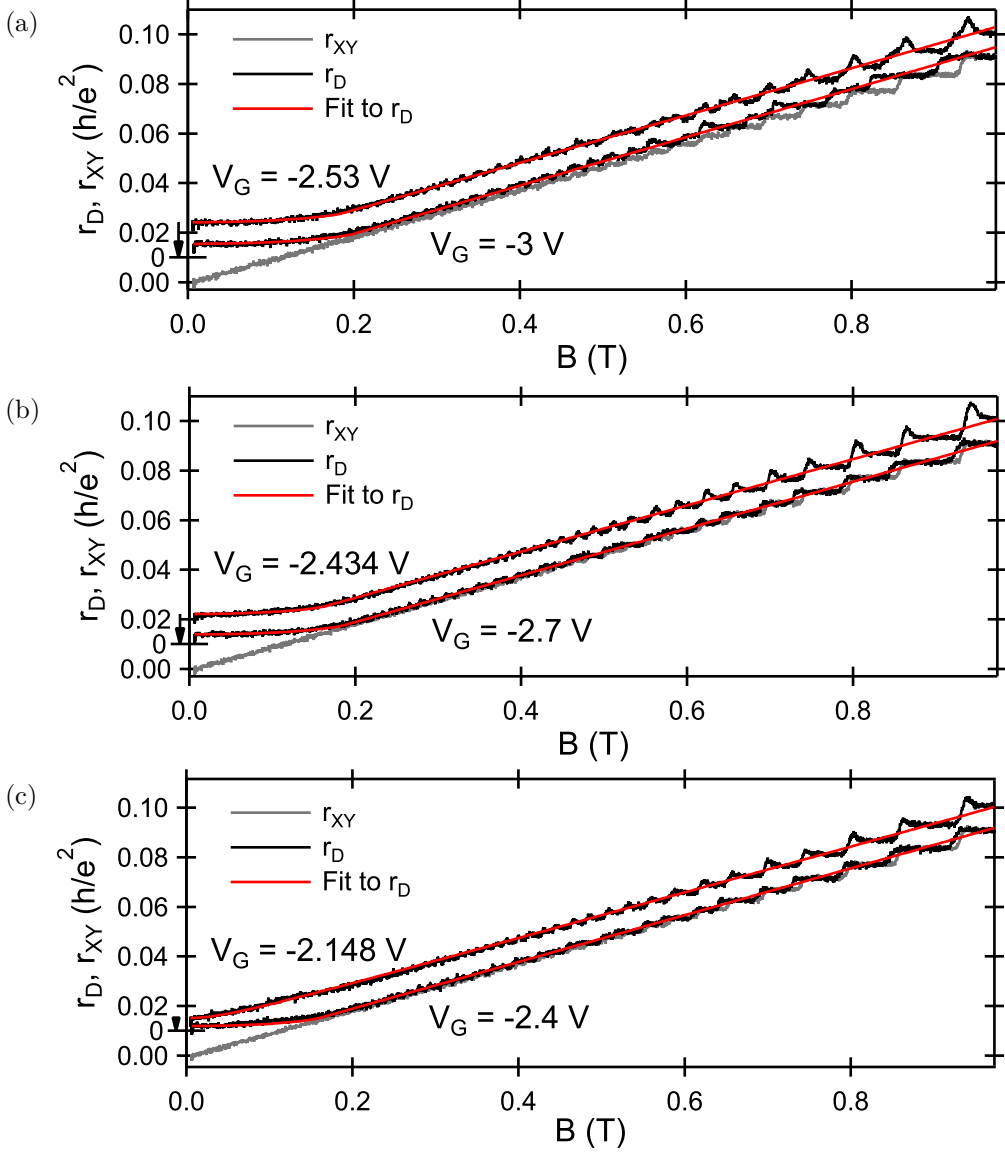 (a)
r_D, r_XY (h/e^2)
0.10
0.08
0.06
0.04
0.02
0
0.00
r_XY
r_D
Fit to r_D
V_G = -2.53 V
V_G = -3 V
0.0 0.2 0.4 0.6 0.8
B (T)
(b)
r_D, r_XY (h/e^2)
0.10
0.08
0.06
0.04
0.02
0
0.00
r_XY
r_D
Fit to r_D
V_G = -2.434 V
V_G = -2.7 V
0.0 0.2 0.4 0.6 0.8
B (T)
(c)
r_D, r_XY (h/e^2)
0.10
0.08
0.06
0.04
0.02
0
0.00
r_XY
r_D
Fit to r_D
V_G = -2.148 V
V_G = -2.4 V
0.0 0.2 0.4 0.6 0.8
B (T)